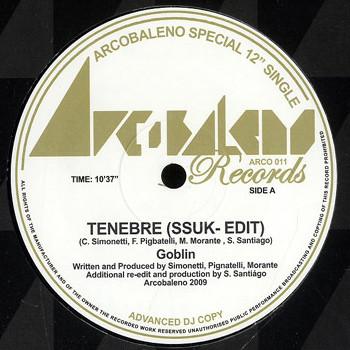 ARCOBALENO SPECIAL 12" SINGLE
Arcobaleno
Records
ARCO 011
TIME: 10'37"
SIDE A
TENEBRE (SSUK- EDIT)
(C. Simonetti, F. Pigbatelli, M. Morante , S. Santiago)
Goblin
Written and Produced by Simonetti, Pignatelli, Morante
Additional re-edit and production by S. Santiágo
Arcobaleno 2009
ADVANCED DJ COPY
ALL RIGHTS OF THE MANUFACTURER AND OF THE OWNER OF THE RECORDED WORK RESERVED UNAUTHORISED PUBLIC PERFORMANCE BROADCASTING AND COPYING OF THIS RECORD PROHIBITED